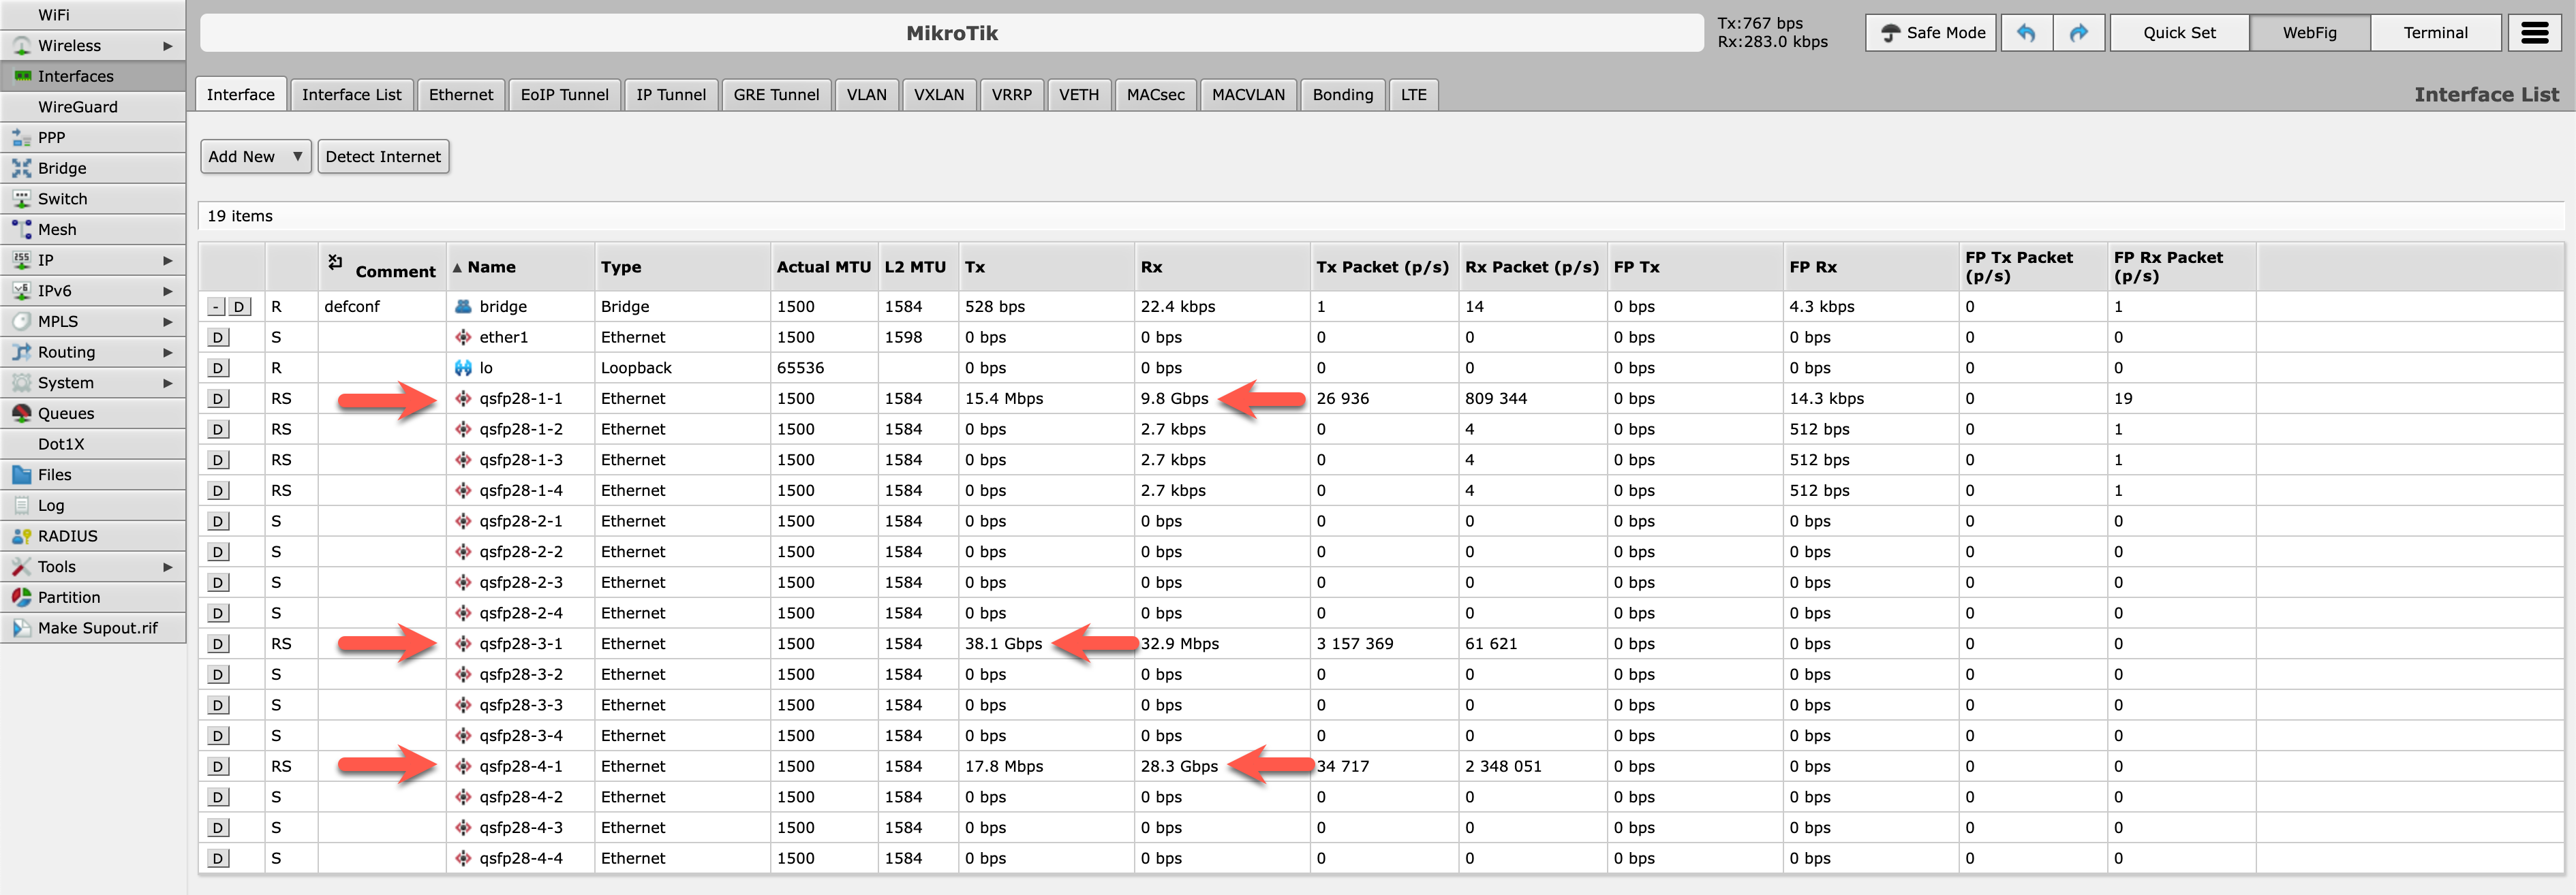 MikroTik
Tx:767 bps
Rx:283.0 kbps
Safe Mode
Quick Set
WebFig
Terminal
WiFi
Wireless
Interfaces
WireGuard
PPP
Bridge
Switch
Mesh
IP
IPv6
MPLS
Routing
System
Queues
Dot1X
Files
Log
RADIUS
Tools
Partition
Make Supout.rif
Interface Interface List Ethernet EoIP Tunnel IP Tunnel GRE Tunnel VLAN VXLAN VRRP VETH MACsec MACVLAN Bonding LTE
Interface List
Add New ▼ Detect Internet
19 items
Comment ▲ Name Type Actual MTU L2 MTU Tx Rx Tx Packet (p/s) Rx Packet (p/s) FP Tx FP Rx FP Tx Packet (p/s) FP Rx Packet (p/s)
- D R defconf bridge Bridge 1500 1584 528 bps 22.4 kbps 1 14 0 bps 4.3 kbps 0 1
D S ether1 Ethernet 1500 1598 0 bps 0 bps 0 0 0 bps 0 bps 0 0
D R lo Loopback 65536 0 bps 0 bps 0 0 0 bps 0 bps 0 0
D RS qsfp28-1-1 Ethernet 1500 1584 15.4 Mbps 9.8 Gbps 26 936 809 344 0 bps 14.3 kbps 0 19
D RS qsfp28-1-2 Ethernet 1500 1584 0 bps 2.7 kbps 0 4 0 bps 512 bps 0 1
D RS qsfp28-1-3 Ethernet 1500 1584 0 bps 2.7 kbps 0 4 0 bps 512 bps 0 1
D RS qsfp28-1-4 Ethernet 1500 1584 0 bps 2.7 kbps 0 4 0 bps 512 bps 0 1
D S qsfp28-2-1 Ethernet 1500 1584 0 bps 0 bps 0 0 0 bps 0 bps 0 0
D S qsfp28-2-2 Ethernet 1500 1584 0 bps 0 bps 0 0 0 bps 0 bps 0 0
D S qsfp28-2-3 Ethernet 1500 1584 0 bps 0 bps 0 0 0 bps 0 bps 0 0
D S qsfp28-2-4 Ethernet 1500 1584 0 bps 0 bps 0 0 0 bps 0 bps 0 0
D RS qsfp28-3-1 Ethernet 1500 1584 38.1 Gbps 32.9 Mbps 3 157 369 61 621 0 bps 0 bps 0 0
D S qsfp28-3-2 Ethernet 1500 1584 0 bps 0 bps 0 0 0 bps 0 bps 0 0
D S qsfp28-3-3 Ethernet 1500 1584 0 bps 0 bps 0 0 0 bps 0 bps 0 0
D S qsfp28-3-4 Ethernet 1500 1584 0 bps 0 bps 0 0 0 bps 0 bps 0 0
D RS qsfp28-4-1 Ethernet 1500 1584 17.8 Mbps 28.3 Gbps 34 717 2 348 051 0 bps 0 bps 0 0
D S qsfp28-4-2 Ethernet 1500 1584 0 bps 0 bps 0 0 0 bps 0 bps 0 0
D S qsfp28-4-3 Ethernet 1500 1584 0 bps 0 bps 0 0 0 bps 0 bps 0 0
D S qsfp28-4-4 Ethernet 1500 1584 0 bps 0 bps 0 0 0 bps 0 bps 0 0